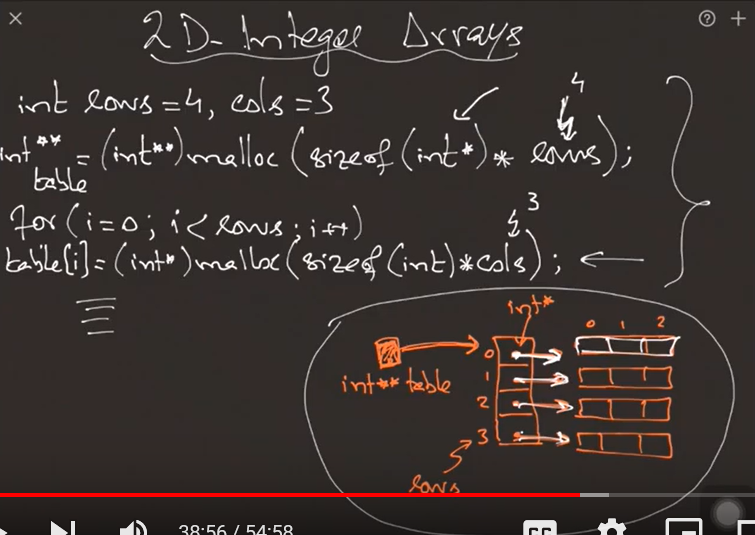 2D-Integer Arrays
int rows=4, cols=3
4
int** table = (int**)malloc(sizeof(int*)* rows);
for(i=0; i<rows; i++)
3
table[i]=(int*)malloc(sizeof(int)*cols);
int*
0 1 2
0
int** table
1
2
3
rows
38:56 / 54:58
CC